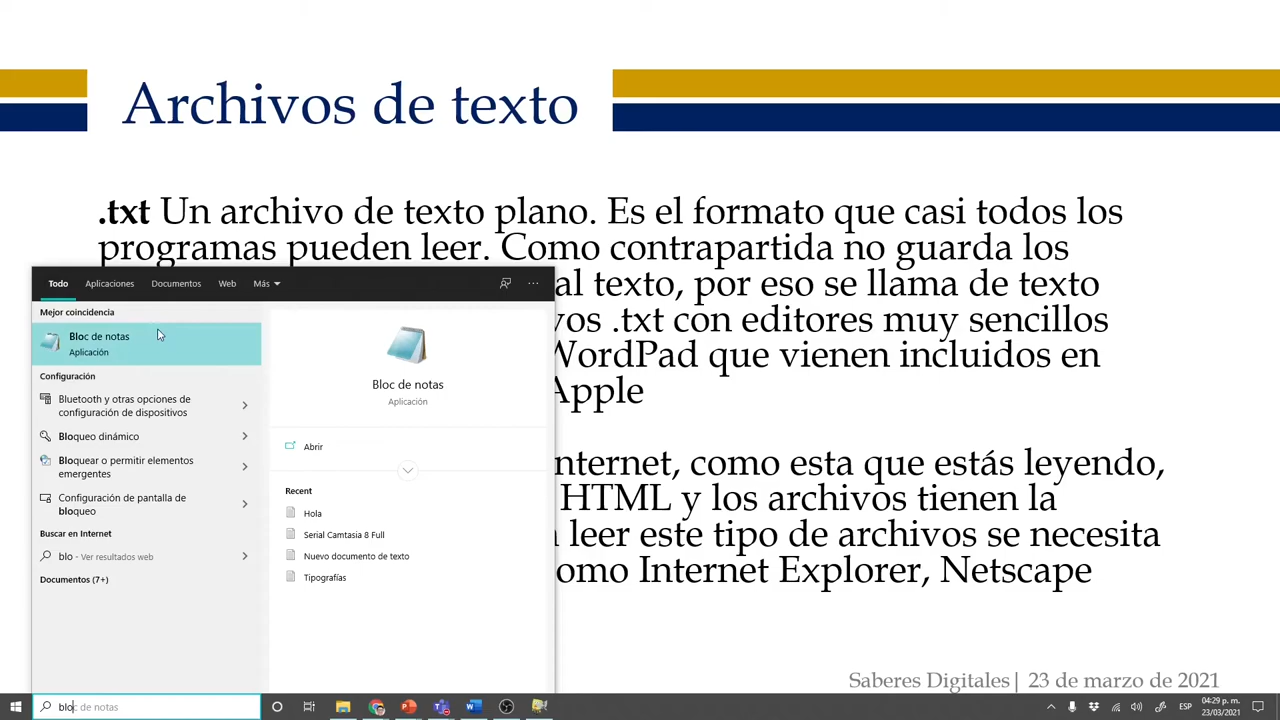 Archivos de texto
.txt Un archivo de texto plano. Es el formato que casi todos los
programas pueden leer. Como contrapartida no guarda los
al texto, por eso se llama de texto
vos .txt con editores muy sencillos
WordPad que vienen incluidos en
Apple
nternet, como esta que estás leyendo,
HTML y los archivos tienen la
leer este tipo de archivos se necesita
omo Internet Explorer, Netscape
Todo Aplicaciones Documentos Web Más
Mejor coincidencia
Bloc de notas
Aplicación
Configuración
Bluetooth y otras opciones de
configuración de dispositivos
Bloqueo dinámico
Bloquear o permitir elementos
emergentes
Configuración de pantalla de
bloqueo
Buscar en Internet
blo - Ver resultados web
Documentos (7+)
Bloc de notas
Aplicación
Abrir
Recent
Hola
Serial Camtasia 8 Full
Nuevo documento de texto
Tipografías
Saberes Digitales| 23 de marzo de 2021
bloc de notas
ESP
04:29 p. m.
23/03/2021